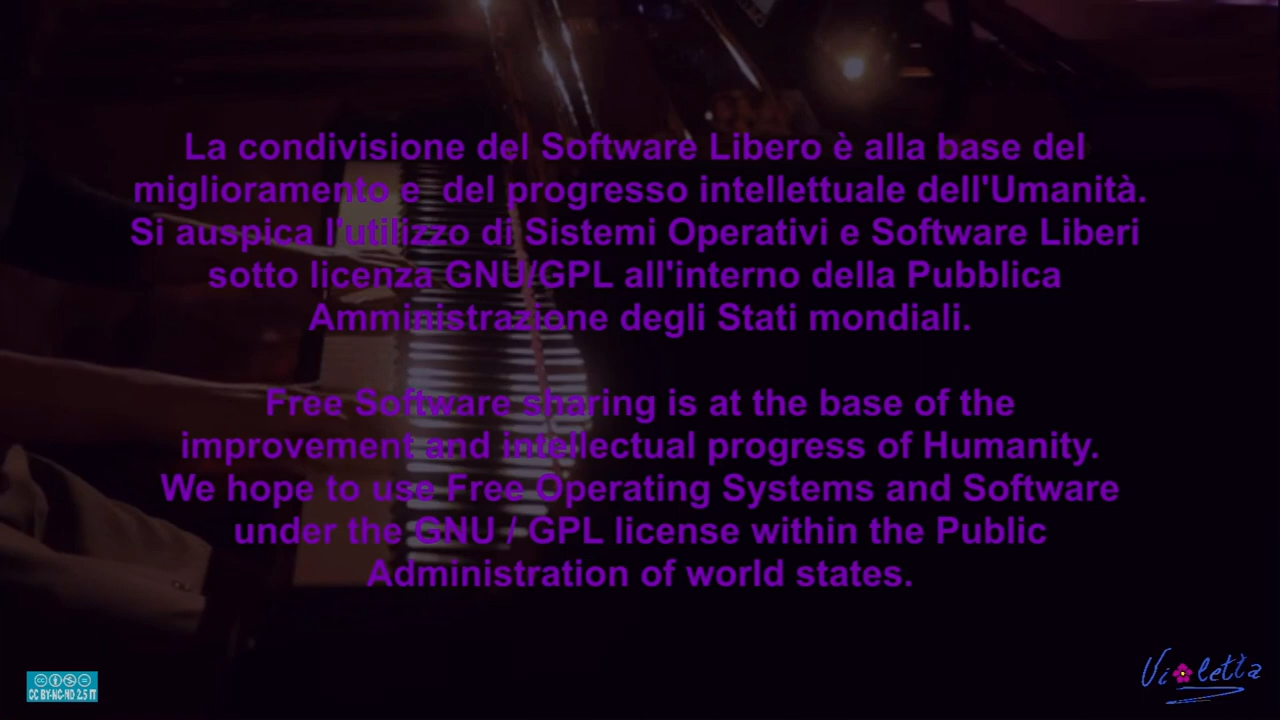 La condivisione del Software Libero è alla base del
miglioramento e  del progresso intellettuale dell'Umanità.
Si auspica l'utilizzo di Sistemi Operativi e Software Liberi
sotto licenza GNU/GPL all'interno della Pubblica
Amministrazione degli Stati mondiali.
Free Software sharing is at the base of the
improvement and intellectual progress of Humanity.
We hope to use Free Operating Systems and Software
under the GNU / GPL license within the Public
Administration of world states.
CC BY-NC-ND 2.5 IT
Violetta